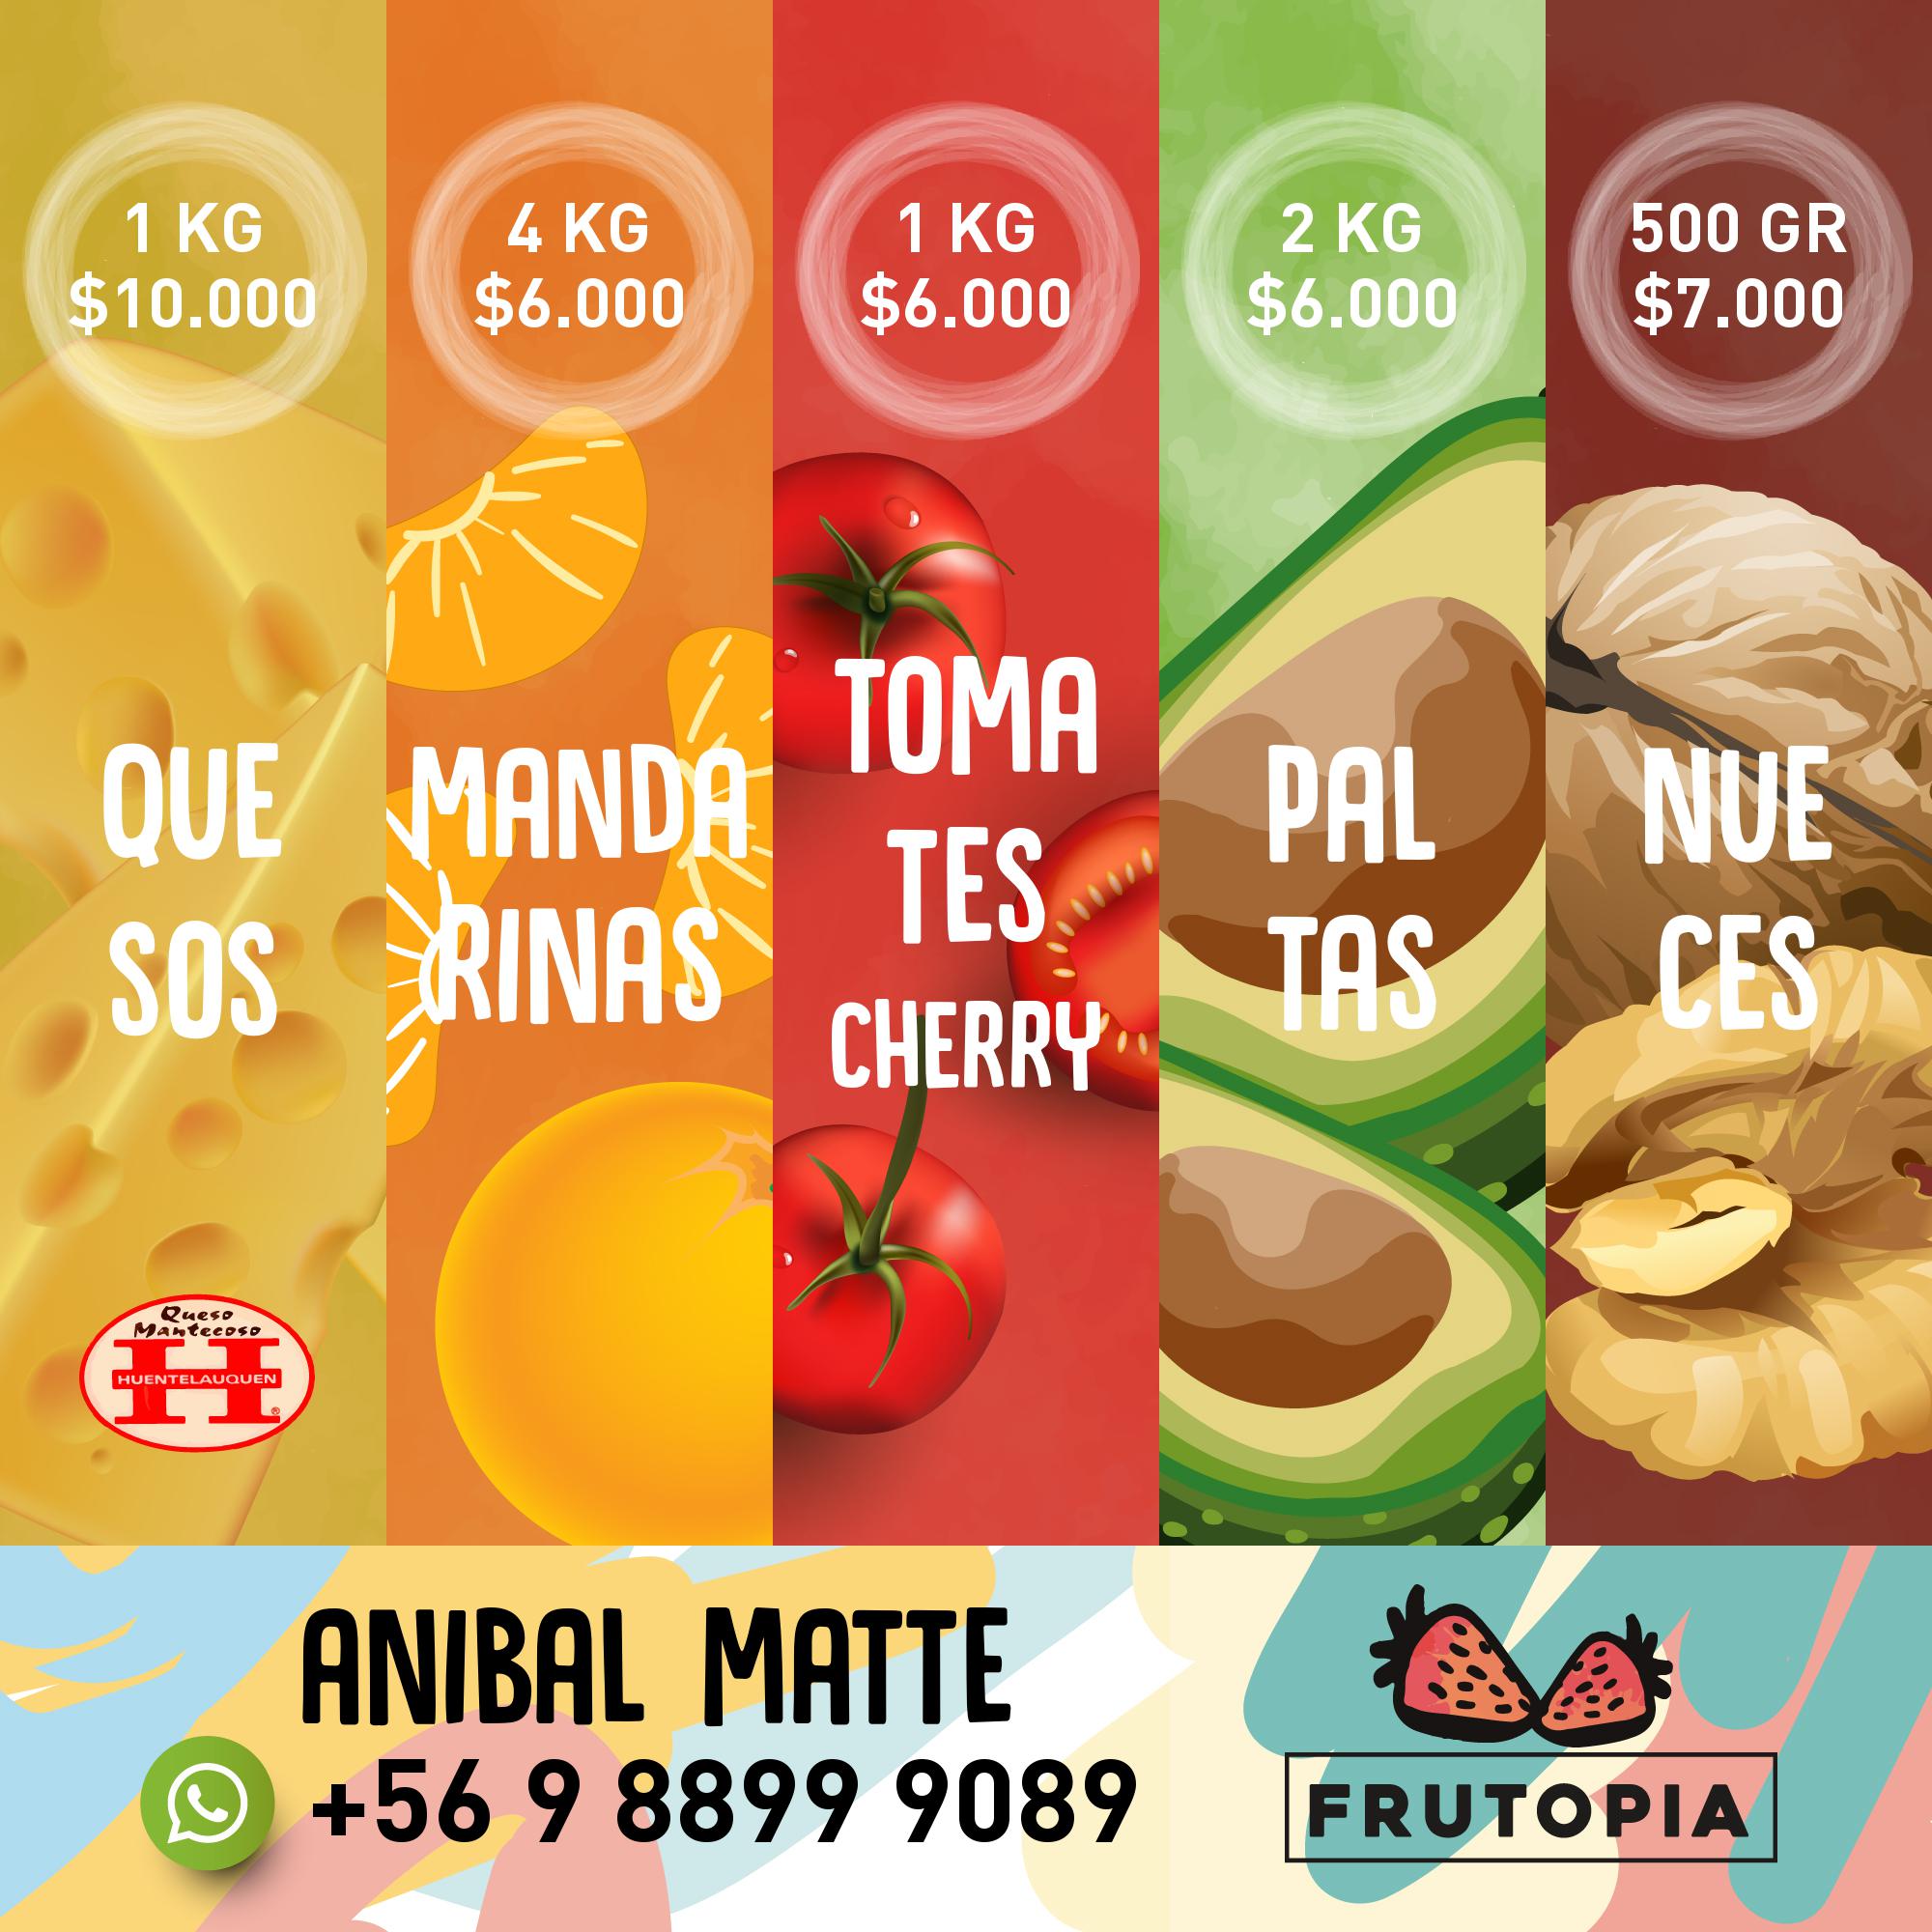 1 KG
$10.000
QUE
SOS
Queso
Mantecoso
H
HUENTELAUQUEN
®
4 KG
$6.000
MANDA
RINAS
1 KG
$6.000
TOMA
TES
CHERRY
2 KG
$6.000
PAL
TAS
500 GR
$7.000
NUE
CES
ANIBAL MATTE
+56 9 8899 9089
FRUTOPIA